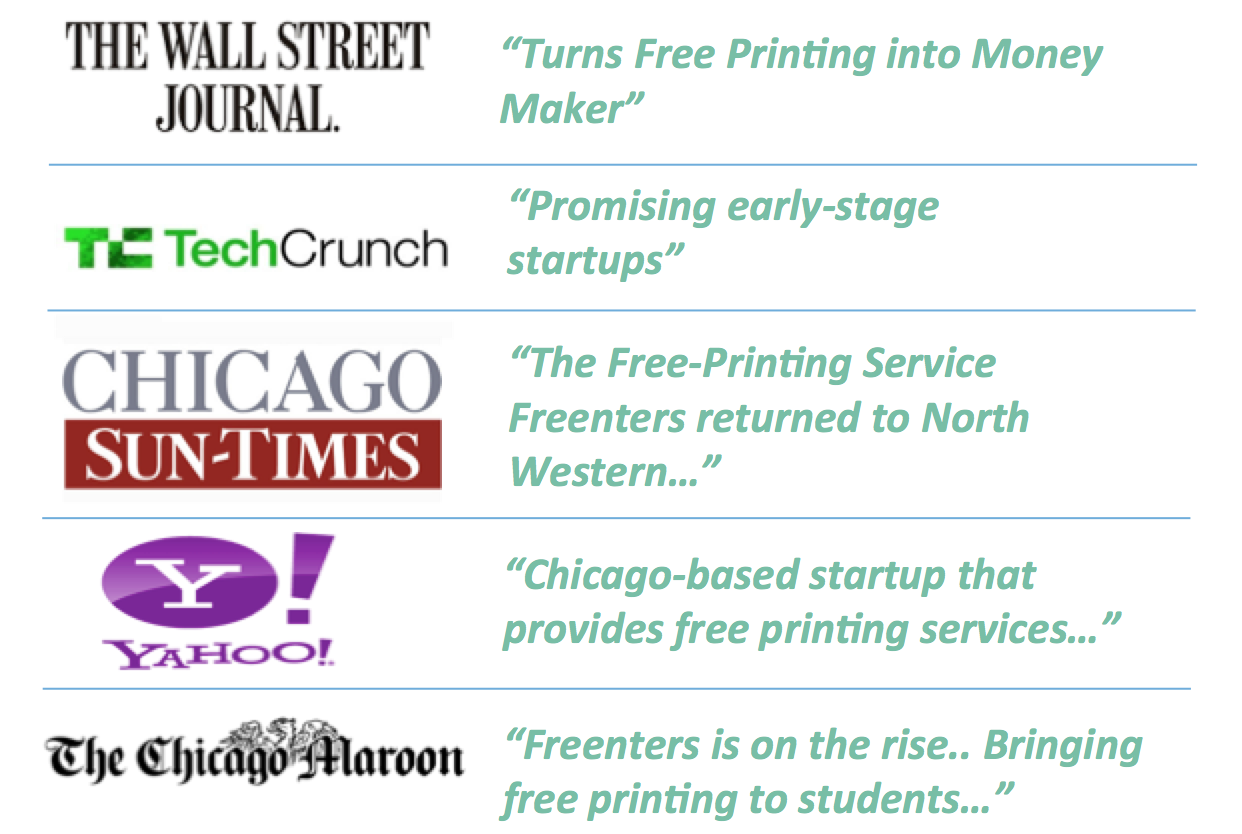 THE WALL STREET
JOURNAL.
“Turns Free Printing into Money
Maker”
TC TechCrunch
“Promising early-stage
startups”
CHICAGO
SUN-TIMES
“The Free-Printing Service
Freenters returned to North
Western...”
Y!
YAHOO!
“Chicago-based startup that
provides free printing services...”
The Chicago Maroon
“Freenters is on the rise.. Bringing
free printing to students...”